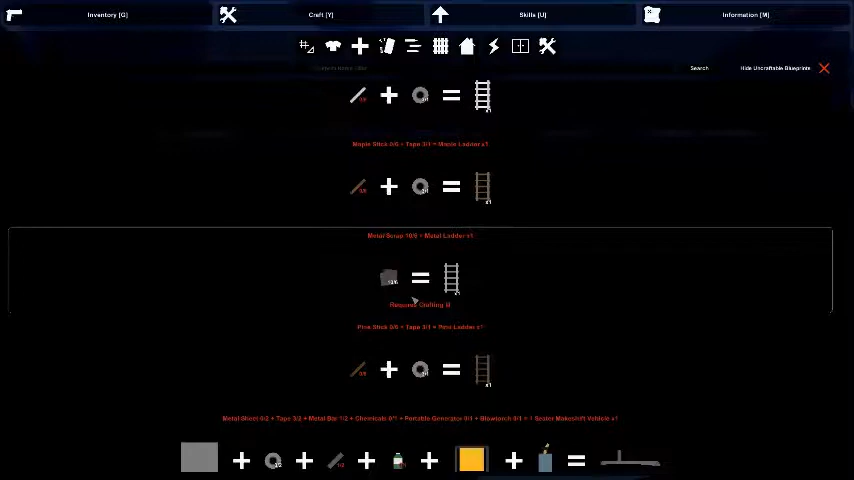 Inventory [G]
Craft [Y]
Skills [U]
Information [M]
Search
Hide Uncraftable Blueprints
Maple Stick 0/6 + Tape 3/1 = Maple Ladder x1
Metal Scrap 10/6 = Metal Ladder x1
Requires Crafting
Pine Stick 0/6 + Tape 3/1 = Pine Ladder x1
Metal Sheet 0/2 + Tape 3/2 + Metal Bar 1/2 + Chemicals 0/1 + Portable Generator 0/1 + Blowtorch 0/1 = 4 Seater Makeshift Vehicle x1